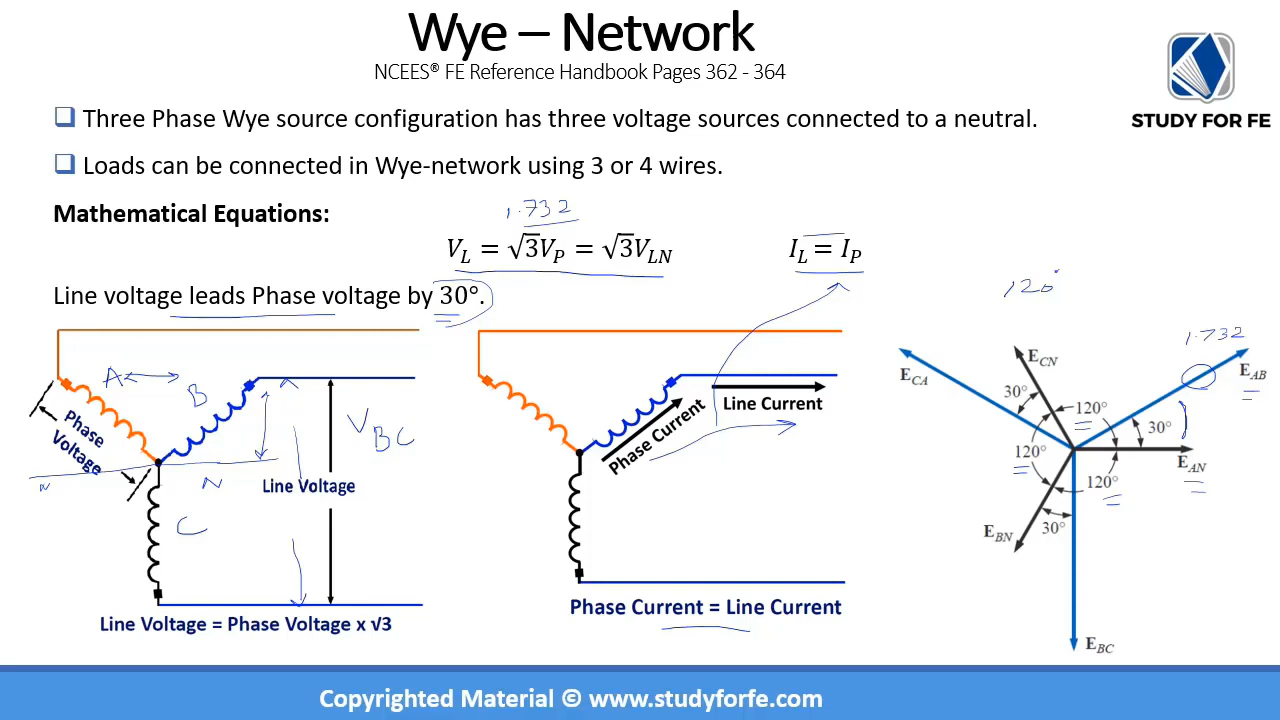 Wye – Network
NCEES® FE Reference Handbook Pages 362 - 364
STUDY FOR FE
Three Phase Wye source configuration has three voltage sources connected to a neutral.
Loads can be connected in Wye-network using 3 or 4 wires.
Mathematical Equations:
1.732
V_L = √3V_P = √3V_LN
I_L = I_P
Line voltage leads Phase voltage by 30°.
A
B
Phase
Voltage
N
N
C
V_BC
Line Voltage
Line Voltage = Phase Voltage x √3
Phase Current
Line Current
Phase Current = Line Current
120°
1.732
E_CA
E_CN
E_AB
30°
120°
30°
120°
E_AN
120°
E_BN
30°
E_BC
Copyrighted Material © www.studyforfe.com